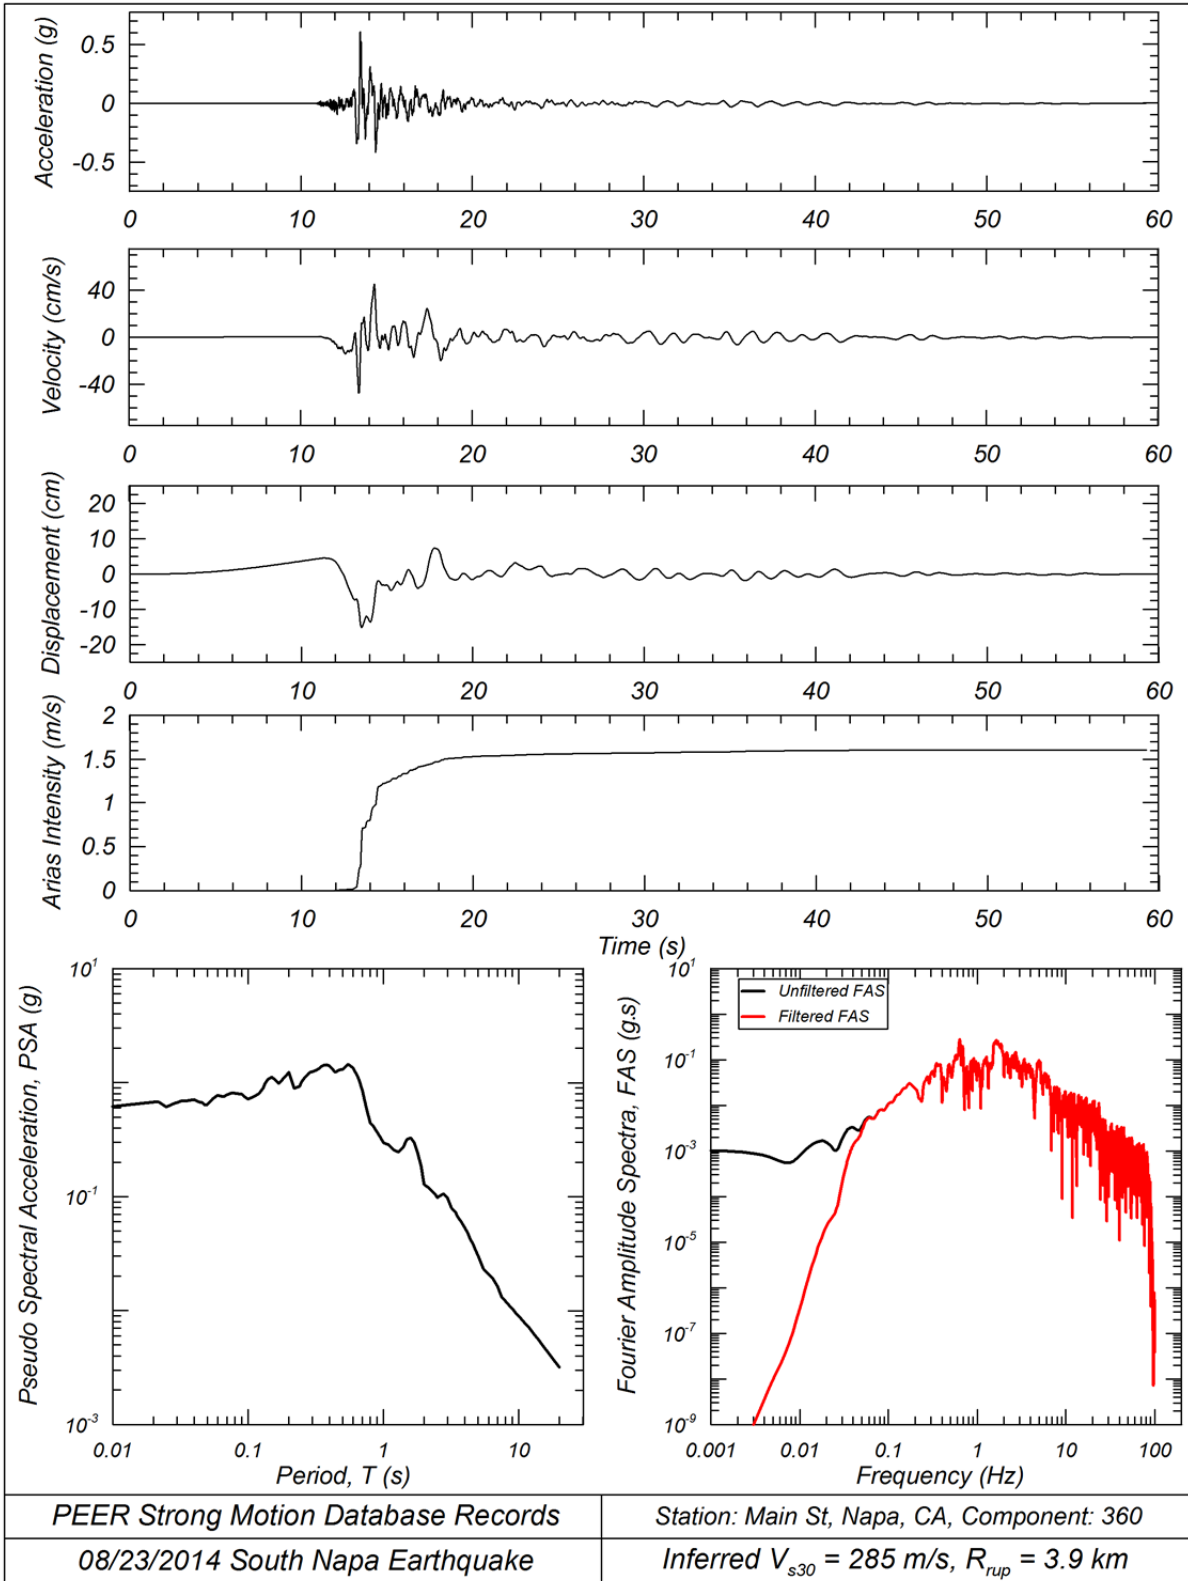 Acceleration (g)
0.5
0
-0.5
0 10 20 30 40 50 60
Velocity (cm/s)
40
0
-40
0 10 20 30 40 50 60
Displacement (cm)
20
10
0
-10
-20
0 10 20 30 40 50 60
Arias Intensity (m/s)
2
1.5
1
0.5
0
0 10 20 30 40 50 60
Time (s)
Pseudo Spectral Acceleration, PSA (g)
10¹
10⁻¹
10⁻³
0.01 0.1 1 10
Period, T (s)
Fourier Amplitude Spectra, FAS (g.s)
10¹
10⁻¹
10⁻³
10⁻⁵
10⁻⁷
10⁻⁹
Unfiltered FAS
Filtered FAS
0.001 0.01 0.1 1 10 100
Frequency (Hz)
PEER Strong Motion Database Records
Station: Main St, Napa, CA, Component: 360
08/23/2014 South Napa Earthquake
Inferred Vs30 = 285 m/s, Rrup = 3.9 km